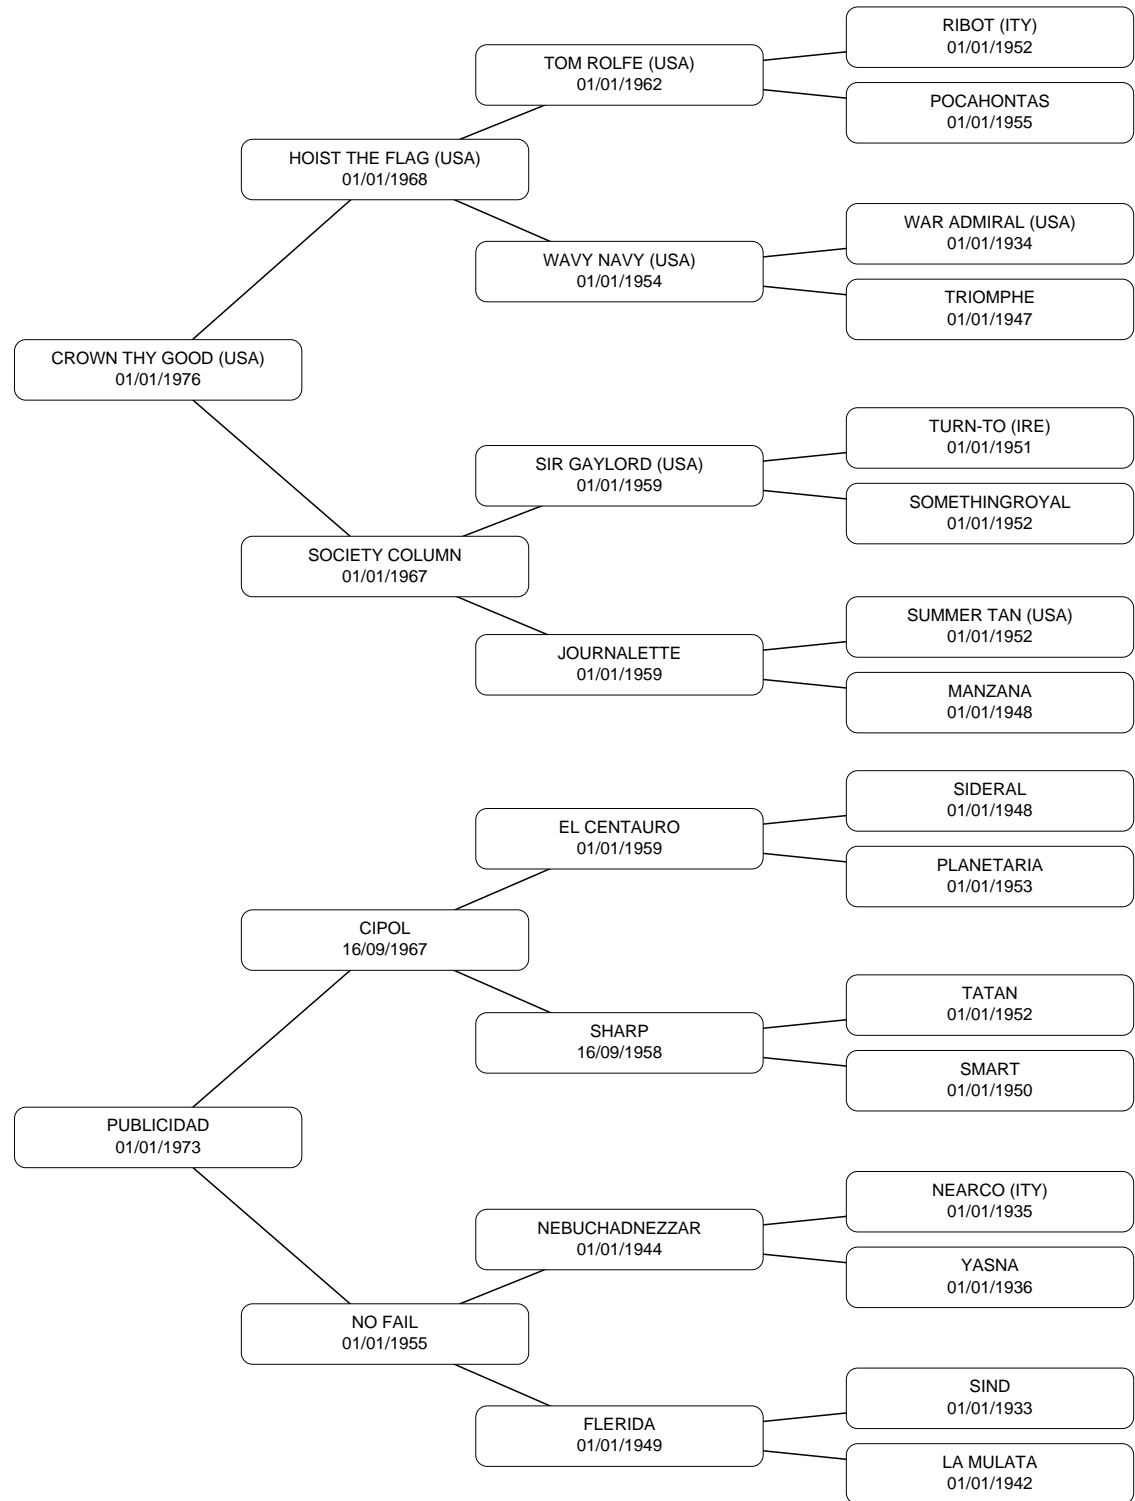 RIBOT (ITY)
01/01/1952
TOM ROLFE (USA)
01/01/1962
POCAHONTAS
01/01/1955
HOIST THE FLAG (USA)
01/01/1968
WAR ADMIRAL (USA)
01/01/1934
WAVY NAVY (USA)
01/01/1954
TRIOMPHE
01/01/1947
CROWN THY GOOD (USA)
01/01/1976
TURN-TO (IRE)
01/01/1951
SIR GAYLORD (USA)
01/01/1959
SOMETHINGROYAL
01/01/1952
SOCIETY COLUMN
01/01/1967
SUMMER TAN (USA)
01/01/1952
JOURNALETTE
01/01/1959
MANZANA
01/01/1948
SIDERAL
01/01/1948
EL CENTAURO
01/01/1959
PLANETARIA
01/01/1953
CIPOL
16/09/1967
TATAN
01/01/1952
SHARP
16/09/1958
SMART
01/01/1950
PUBLICIDAD
01/01/1973
NEARCO (ITY)
01/01/1935
NEBUCHADNEZZAR
01/01/1944
YASNA
01/01/1936
NO FAIL
01/01/1955
SIND
01/01/1933
FLERIDA
01/01/1949
LA MULATA
01/01/1942